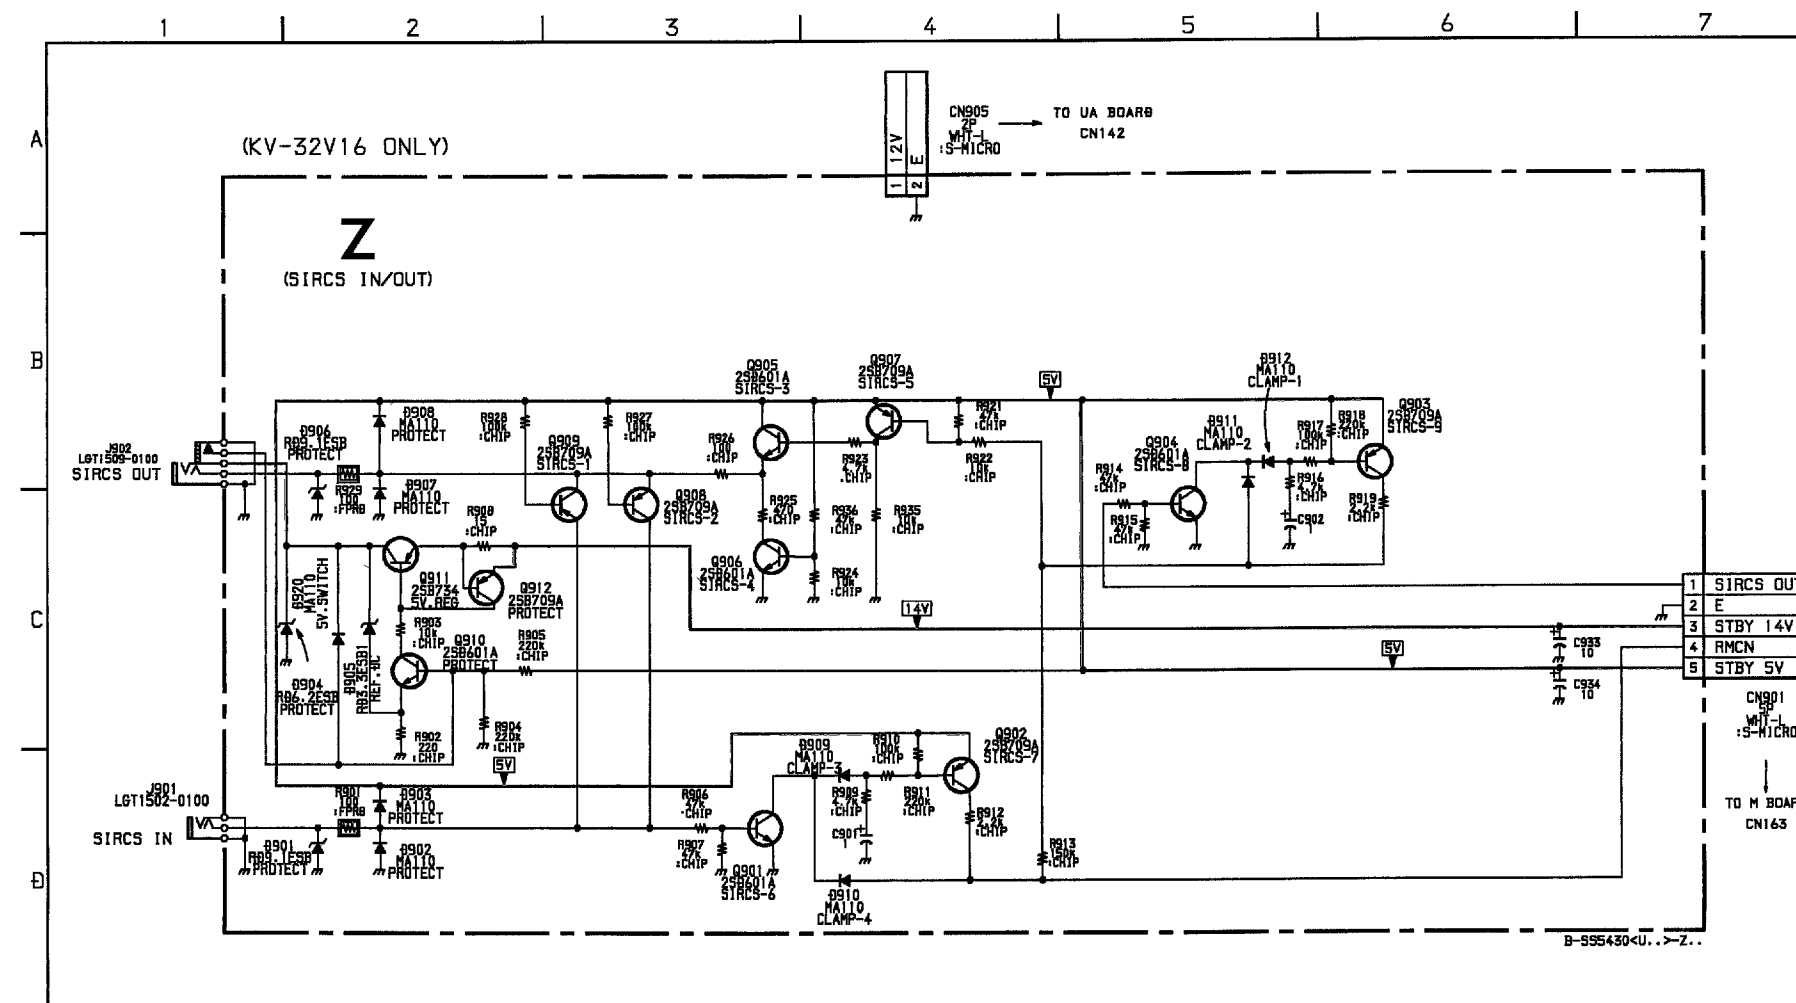 1 2 3 4 5 6 7
A
B
C
D
(KV-32V16 ONLY)
1 12V
2 E
CN905
2P
WHT-L
:S-MICRO
TO UA BOARD
CN142
Z
(SIRCS IN/OUT)
J902
LGT1509-0100
SIRCS OUT
D906
RD9.1ESB
PROTECT
D908
MA110
PROTECT
R929
100
:FPRD
D907
MA110
PROTECT
R928
100k
:CHIP
Q909
2SB709A
SIRCS-1
R927
100k
:CHIP
Q908
2SB709A
SIRCS-2
Q905
2SD601A
SIRCS-3
R926
100
:CHIP
Q907
2SB709A
SIRCS-5
R923
4.7k
:CHIP
R921
47k
:CHIP
R922
10k
:CHIP
R925
470
:CHIP
R936
47k
:CHIP
R935
10k
:CHIP
Q906
2SD601A
SIRCS-4
R924
10k
:CHIP
5V
Q904
2SD601A
SIRCS-8
R914
47k
:CHIP
R915
47k
:CHIP
D911
MA110
CLAMP-2
D912
MA110
CLAMP-1
R917
100k
:CHIP
R918
220k
:CHIP
R916
4.7k
:CHIP
C902
1
Q903
2SB709A
SIRCS-9
R919
2.2k
:CHIP
R908
15
:CHIP
Q911
2SB734
5V.REG
Q912
2SB709A
PROTECT
D920
MA110
5V.SWITCH
D904
RD6.2ESB
PROTECT
D905
RD3.3ESB1
REF.DC
R903
10k
:CHIP
Q910
2SD601A
PROTECT
R905
220k
:CHIP
R902
220
:CHIP
R904
220k
:CHIP
14V
5V
C933
10
C934
10
1 SIRCS OUT
2 E
3 STBY 14V
4 RMCN
5 STBY 5V
CN901
5P
WHT-L
:S-MICRO
TO M BOAR
CN163
5V
J901
LGT1502-0100
SIRCS IN
D901
RD9.1ESB
PROTECT
R901
100
:FPRD
D903
MA110
PROTECT
D902
MA110
PROTECT
R906
47k
:CHIP
R907
47k
:CHIP
Q901
2SD601A
SIRCS-6
D909
MA110
CLAMP-3
R909
4.7k
:CHIP
C901
1
R910
100k
:CHIP
R911
220k
:CHIP
Q902
2SB709A
SIRCS-7
R912
2.2k
:CHIP
R913
150k
:CHIP
D910
MA110
CLAMP-4
B-SS5430<U..>-Z..